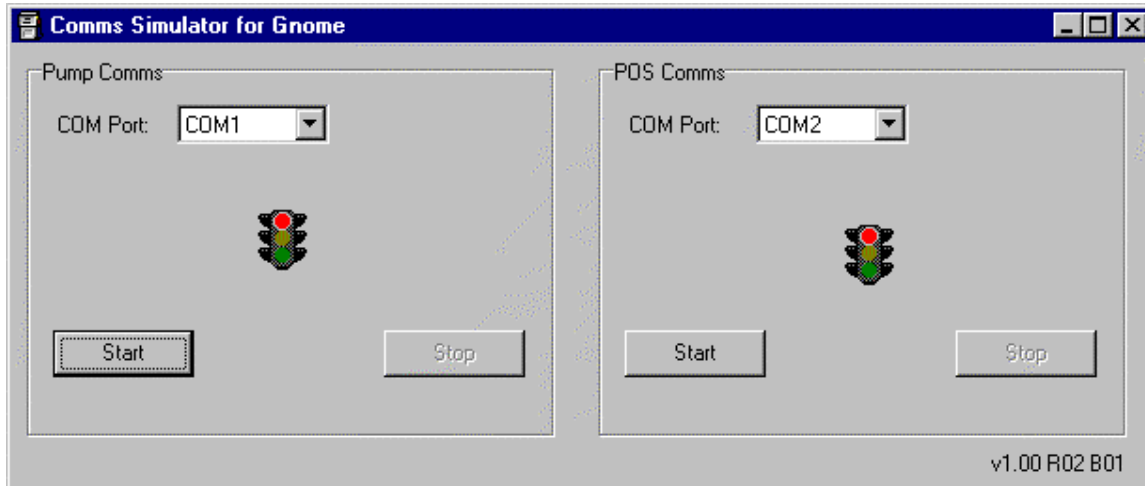 Comms Simulator for Gnome
Pump Comms
COM Port: COM1
Start Stop
POS Comms
COM Port: COM2
Start Stop
v1.00 R02 B01